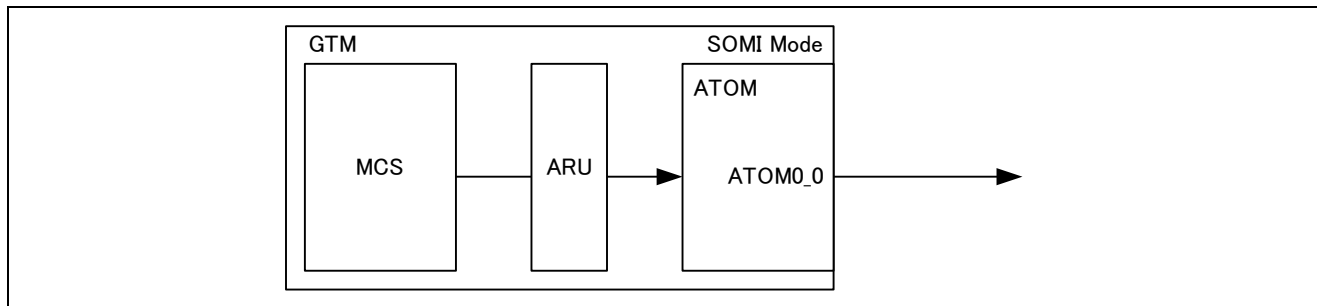 GTM
SOMI Mode
ATOM
MCS
ARU
ATOM0_0